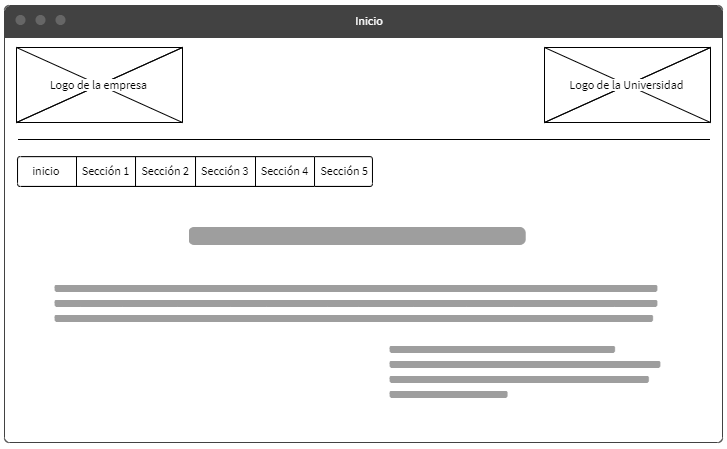 Inicio
Logo de la empresa
Logo de la Universidad
inicio
Sección 1
Sección 2
Sección 3
Sección 4
Sección 5